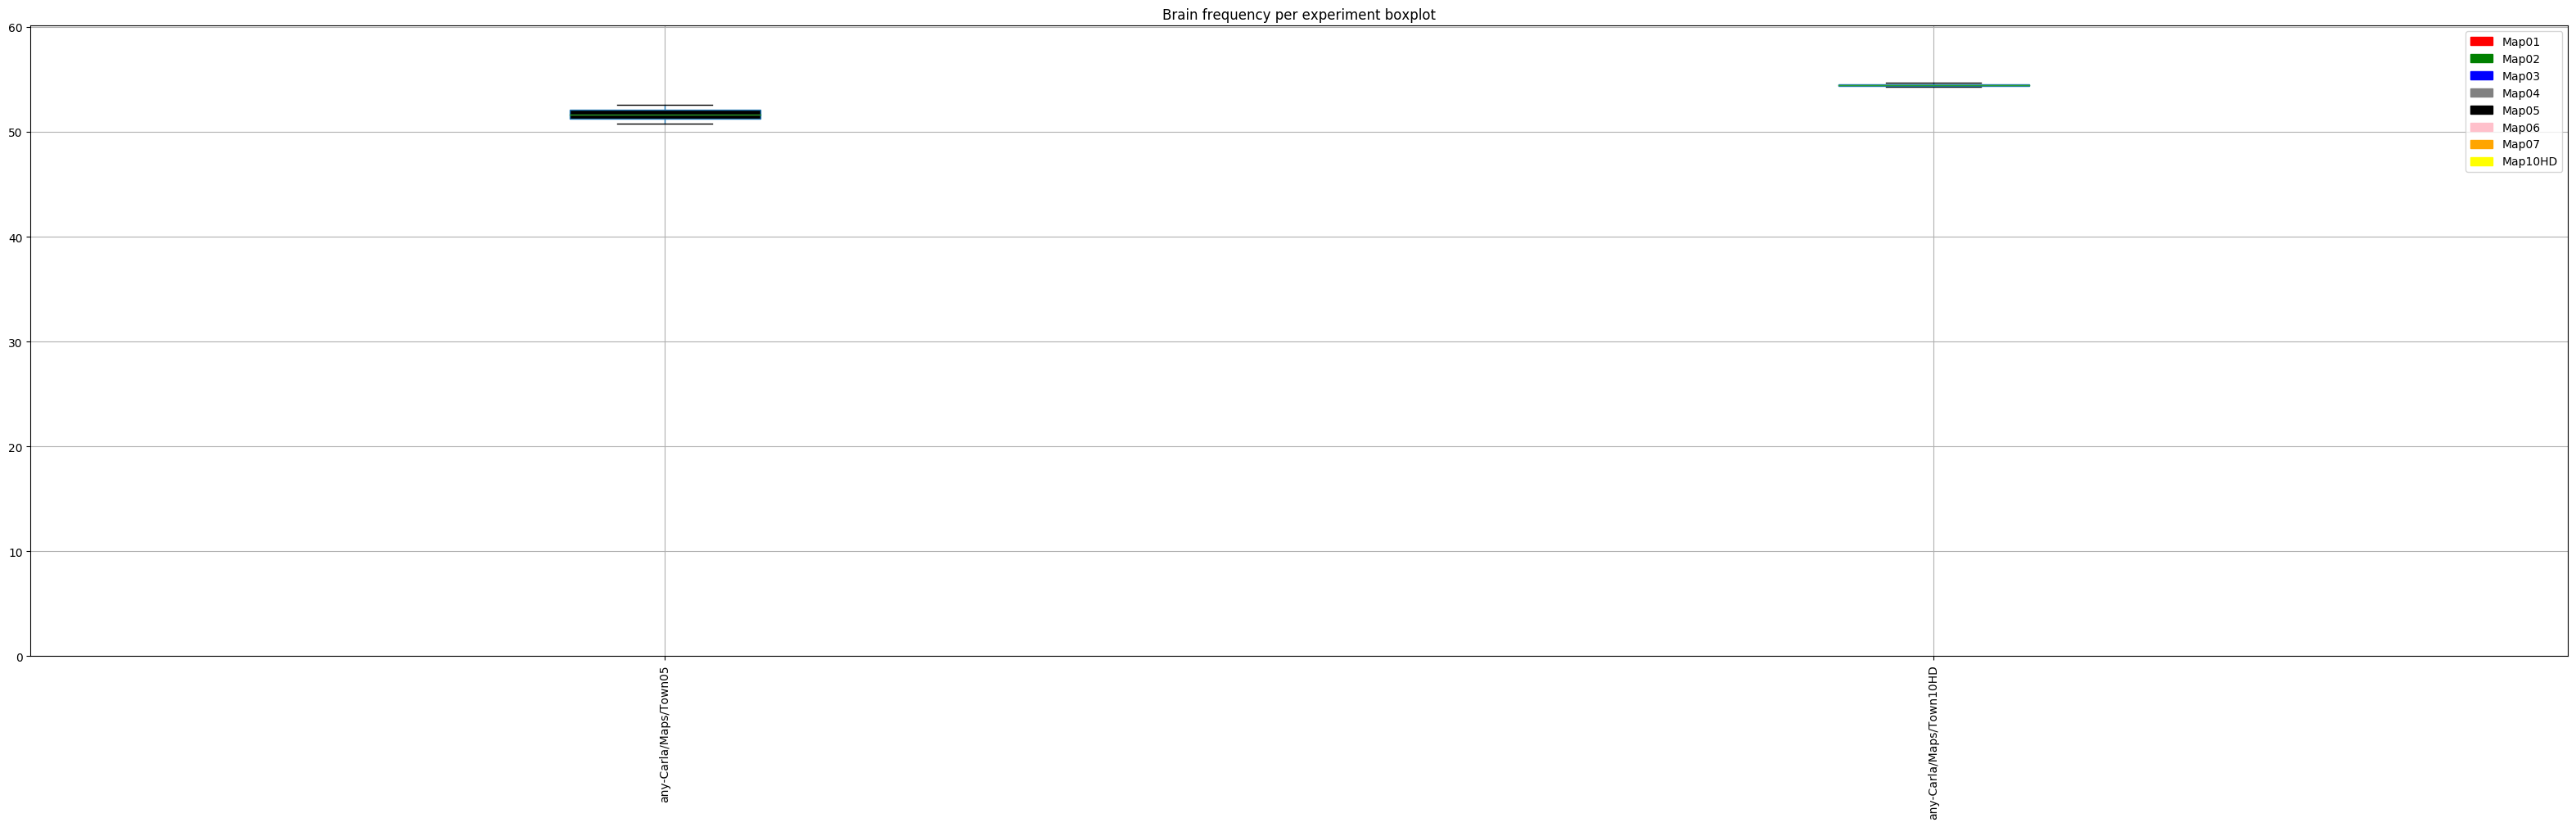 Brain frequency per experiment boxplot
60
50
40
30
20
10
0
Map01
Map02
Map03
Map04
Map05
Map06
Map07
Map10HD
any-Carla/Maps/Town05
any-Carla/Maps/Town10HD